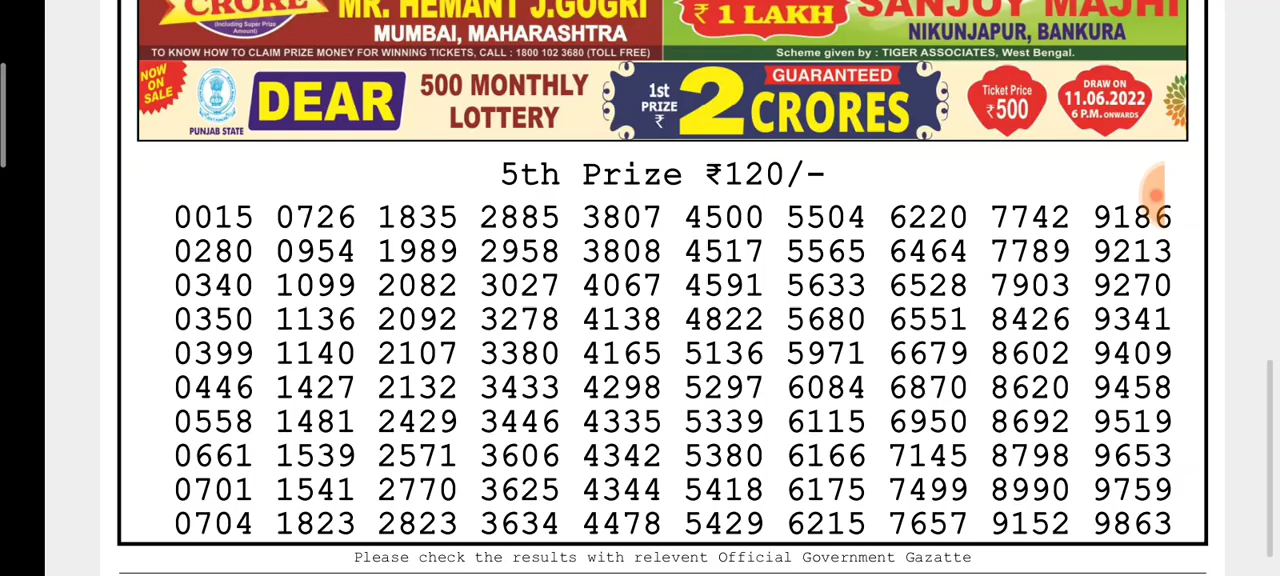 CRORE
(Including Super Prize Amount)
MR. HEMANT J.GOGRI
MUMBAI, MAHARASHTRA
TO KNOW HOW TO CLAIM PRIZE MONEY FOR WINNING TICKETS, CALL : 1800 102 3680 (TOLL FREE)
₹ 1 LAKH
SANJOY MAJHI
NIKUNJAPUR, BANKURA
Scheme given by : TIGER ASSOCIATES, West Bengal.
NOW ON SALE
PUNJAB STATE
DEAR
500 MONTHLY
LOTTERY
1st PRIZE ₹
2 CRORES
GUARANTEED
Ticket Price
₹500
DRAW ON
11.06.2022
6 P.M. ONWARDS
5th Prize ₹120/-
0015 0726 1835 2885 3807 4500 5504 6220 7742 9186
0280 0954 1989 2958 3808 4517 5565 6464 7789 9213
0340 1099 2082 3027 4067 4591 5633 6528 7903 9270
0350 1136 2092 3278 4138 4822 5680 6551 8426 9341
0399 1140 2107 3380 4165 5136 5971 6679 8602 9409
0446 1427 2132 3433 4298 5297 6084 6870 8620 9458
0558 1481 2429 3446 4335 5339 6115 6950 8692 9519
0661 1539 2571 3606 4342 5380 6166 7145 8798 9653
0701 1541 2770 3625 4344 5418 6175 7499 8990 9759
0704 1823 2823 3634 4478 5429 6215 7657 9152 9863
Please check the results with relevent Official Government Gazatte